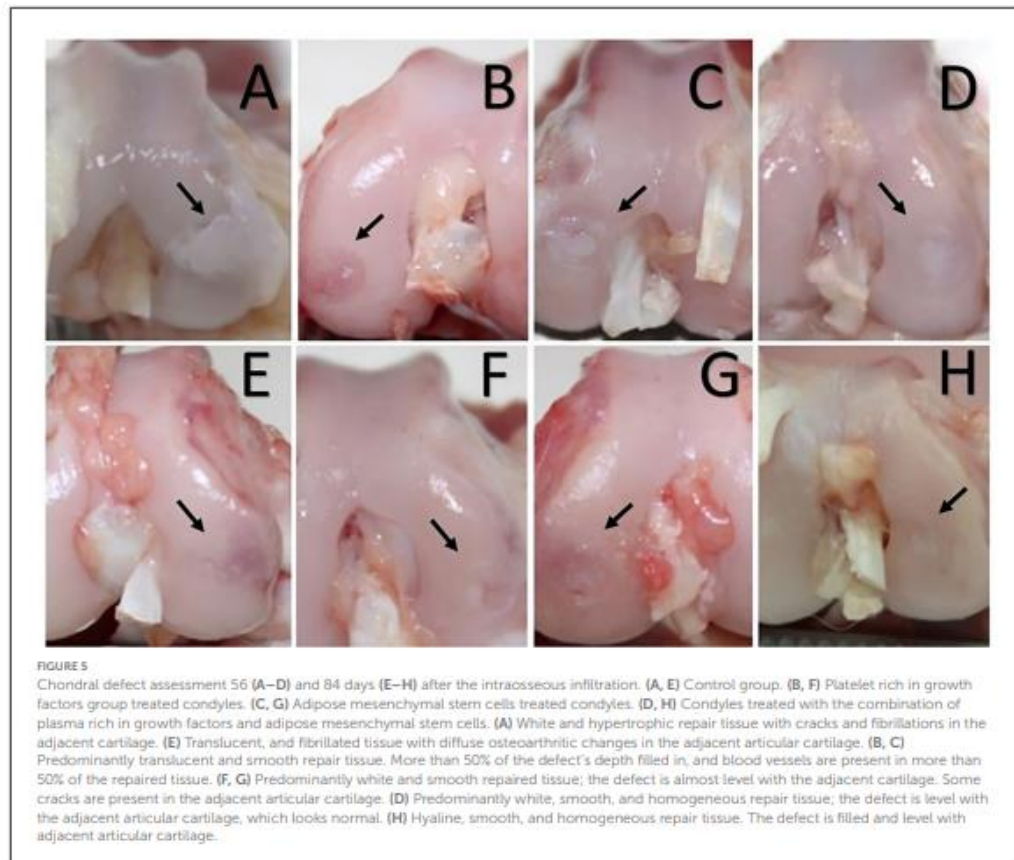 A B C D
E F G H
FIGURE 5
Chondral defect assessment 56 (A–D) and 84 days (E–H) after the intraosseous infiltration. (A, E) Control group. (B, F) Platelet rich in growth
factors group treated condyles. (C, G) Adipose mesenchymal stem cells treated condyles. (D, H) Condyles treated with the combination of
plasma rich in growth factors and adipose mesenchymal stem cells. (A) White and hypertrophic repair tissue with cracks and fibrillations in the
adjacent cartilage. (E) Translucent, and fibrillated tissue with diffuse osteoarthritic changes in the adjacent articular cartilage. (B, C)
Predominantly translucent and smooth repair tissue. More than 50% of the defect's depth filled in, and blood vessels are present in more than
50% of the repaired tissue. (F, G) Predominantly white and smooth repaired tissue; the defect is almost level with the adjacent cartilage. Some
cracks are present in the adjacent articular cartilage. (D) Predominantly white, smooth, and homogeneous repair tissue; the defect is level with
the adjacent articular cartilage, which looks normal. (H) Hyaline, smooth, and homogeneous repair tissue. The defect is filled and level with
adjacent articular cartilage.